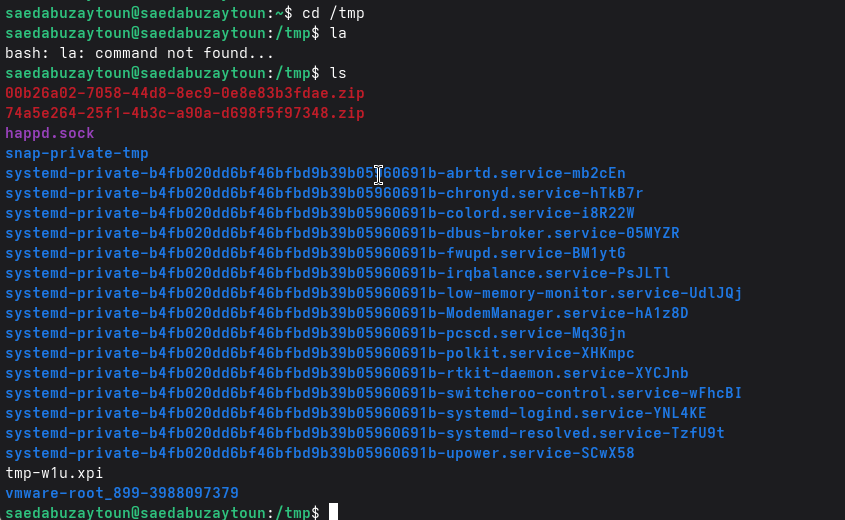 saedabuzaytoun@saedabuzaytoun:~$ cd /tmp
saedabuzaytoun@saedabuzaytoun:/tmp$ la
bash: la: command not found...
saedabuzaytoun@saedabuzaytoun:/tmp$ ls
00b26a02-7058-44d8-8ec9-0e8e83b3fdae.zip
74a5e264-25f1-4b3c-a90a-d698f5f97348.zip
happd.sock
snap-private-tmp
systemd-private-b4fb020dd6bf46bfbd9b39b05960691b-abrtd.service-mb2cEn
systemd-private-b4fb020dd6bf46bfbd9b39b05960691b-chronyd.service-hTkB7r
systemd-private-b4fb020dd6bf46bfbd9b39b05960691b-colord.service-i8R22W
systemd-private-b4fb020dd6bf46bfbd9b39b05960691b-dbus-broker.service-05MYZR
systemd-private-b4fb020dd6bf46bfbd9b39b05960691b-fwupd.service-BM1ytG
systemd-private-b4fb020dd6bf46bfbd9b39b05960691b-irqbalance.service-PsJLTl
systemd-private-b4fb020dd6bf46bfbd9b39b05960691b-low-memory-monitor.service-UdlJQj
systemd-private-b4fb020dd6bf46bfbd9b39b05960691b-ModemManager.service-hA1z8D
systemd-private-b4fb020dd6bf46bfbd9b39b05960691b-pcscd.service-Mq3Gjn
systemd-private-b4fb020dd6bf46bfbd9b39b05960691b-polkit.service-XHKmpc
systemd-private-b4fb020dd6bf46bfbd9b39b05960691b-rtkit-daemon.service-XYCJnb
systemd-private-b4fb020dd6bf46bfbd9b39b05960691b-switcheroo-control.service-wFhcBI
systemd-private-b4fb020dd6bf46bfbd9b39b05960691b-systemd-logind.service-YNL4KE
systemd-private-b4fb020dd6bf46bfbd9b39b05960691b-systemd-resolved.service-TzfU9t
systemd-private-b4fb020dd6bf46bfbd9b39b05960691b-upower.service-SCwX58
tmp-w1u.xpi
vmware-root_899-3988097379
saedabuzaytoun@saedabuzaytoun:/tmp$